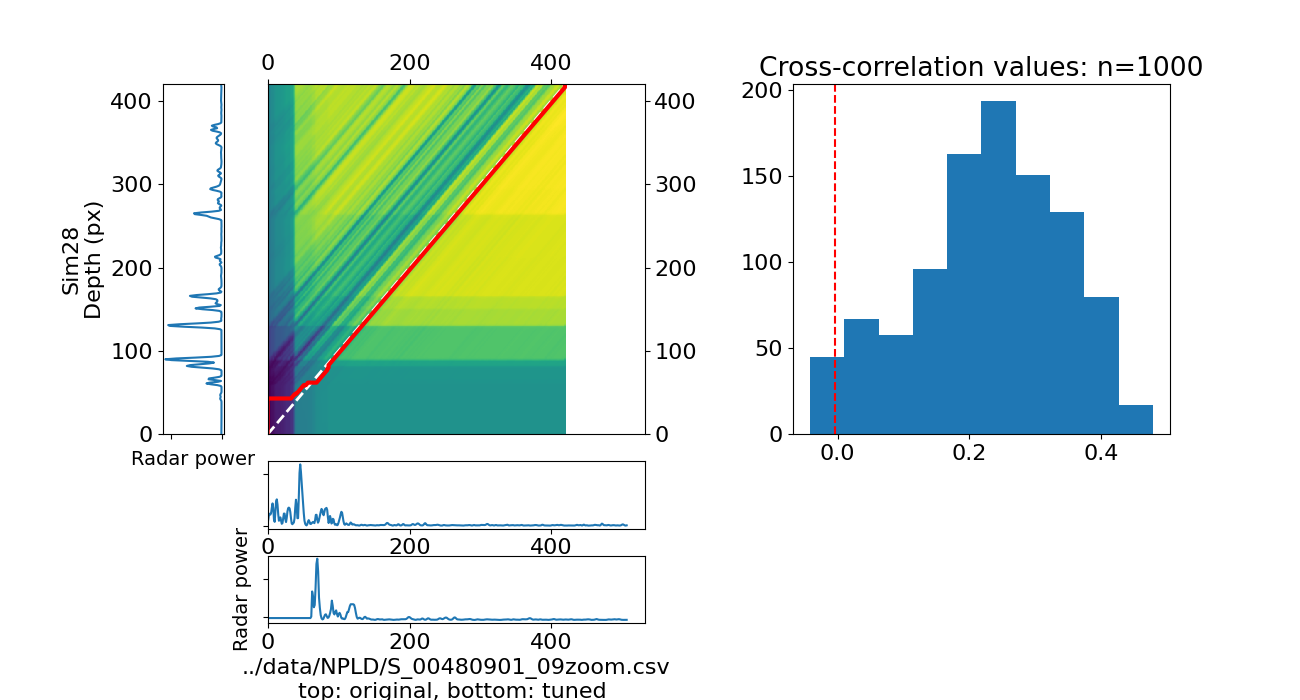 Cross-correlation values: n=1000
0 200 400
400
300
200
100
0
Sim28
Depth (px)
Radar power
400
300
200
100
0
200
150
100
50
0
0.0 0.2 0.4
0 200 400
Radar power
0 200 400
../data/NPLD/S_00480901_09zoom.csv
top: original, bottom: tuned